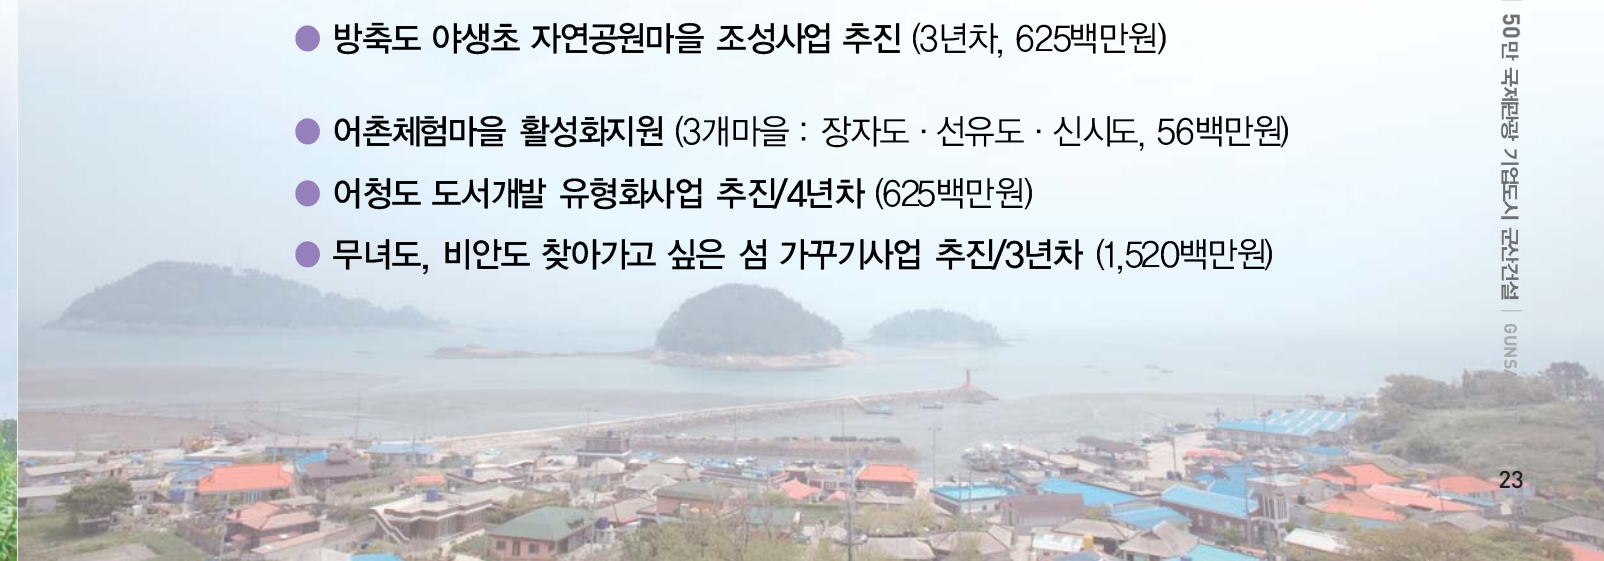 ● 방축도 야생초 자연공원마을 조성사업 추진 (3년차, 625백만원)
● 어촌체험마을 활성화지원 (3개마을 : 장자도 · 선유도 · 신시도, 56백만원)
● 어청도 도서개발 유형화사업 추진/4년차 (625백만원)
● 무녀도, 비안도 찾아가고 싶은 섬 가꾸기사업 추진/3년차 (1,520백만원)
| 50만 국제관광 기업도시 군산건설 | GUNSA
23